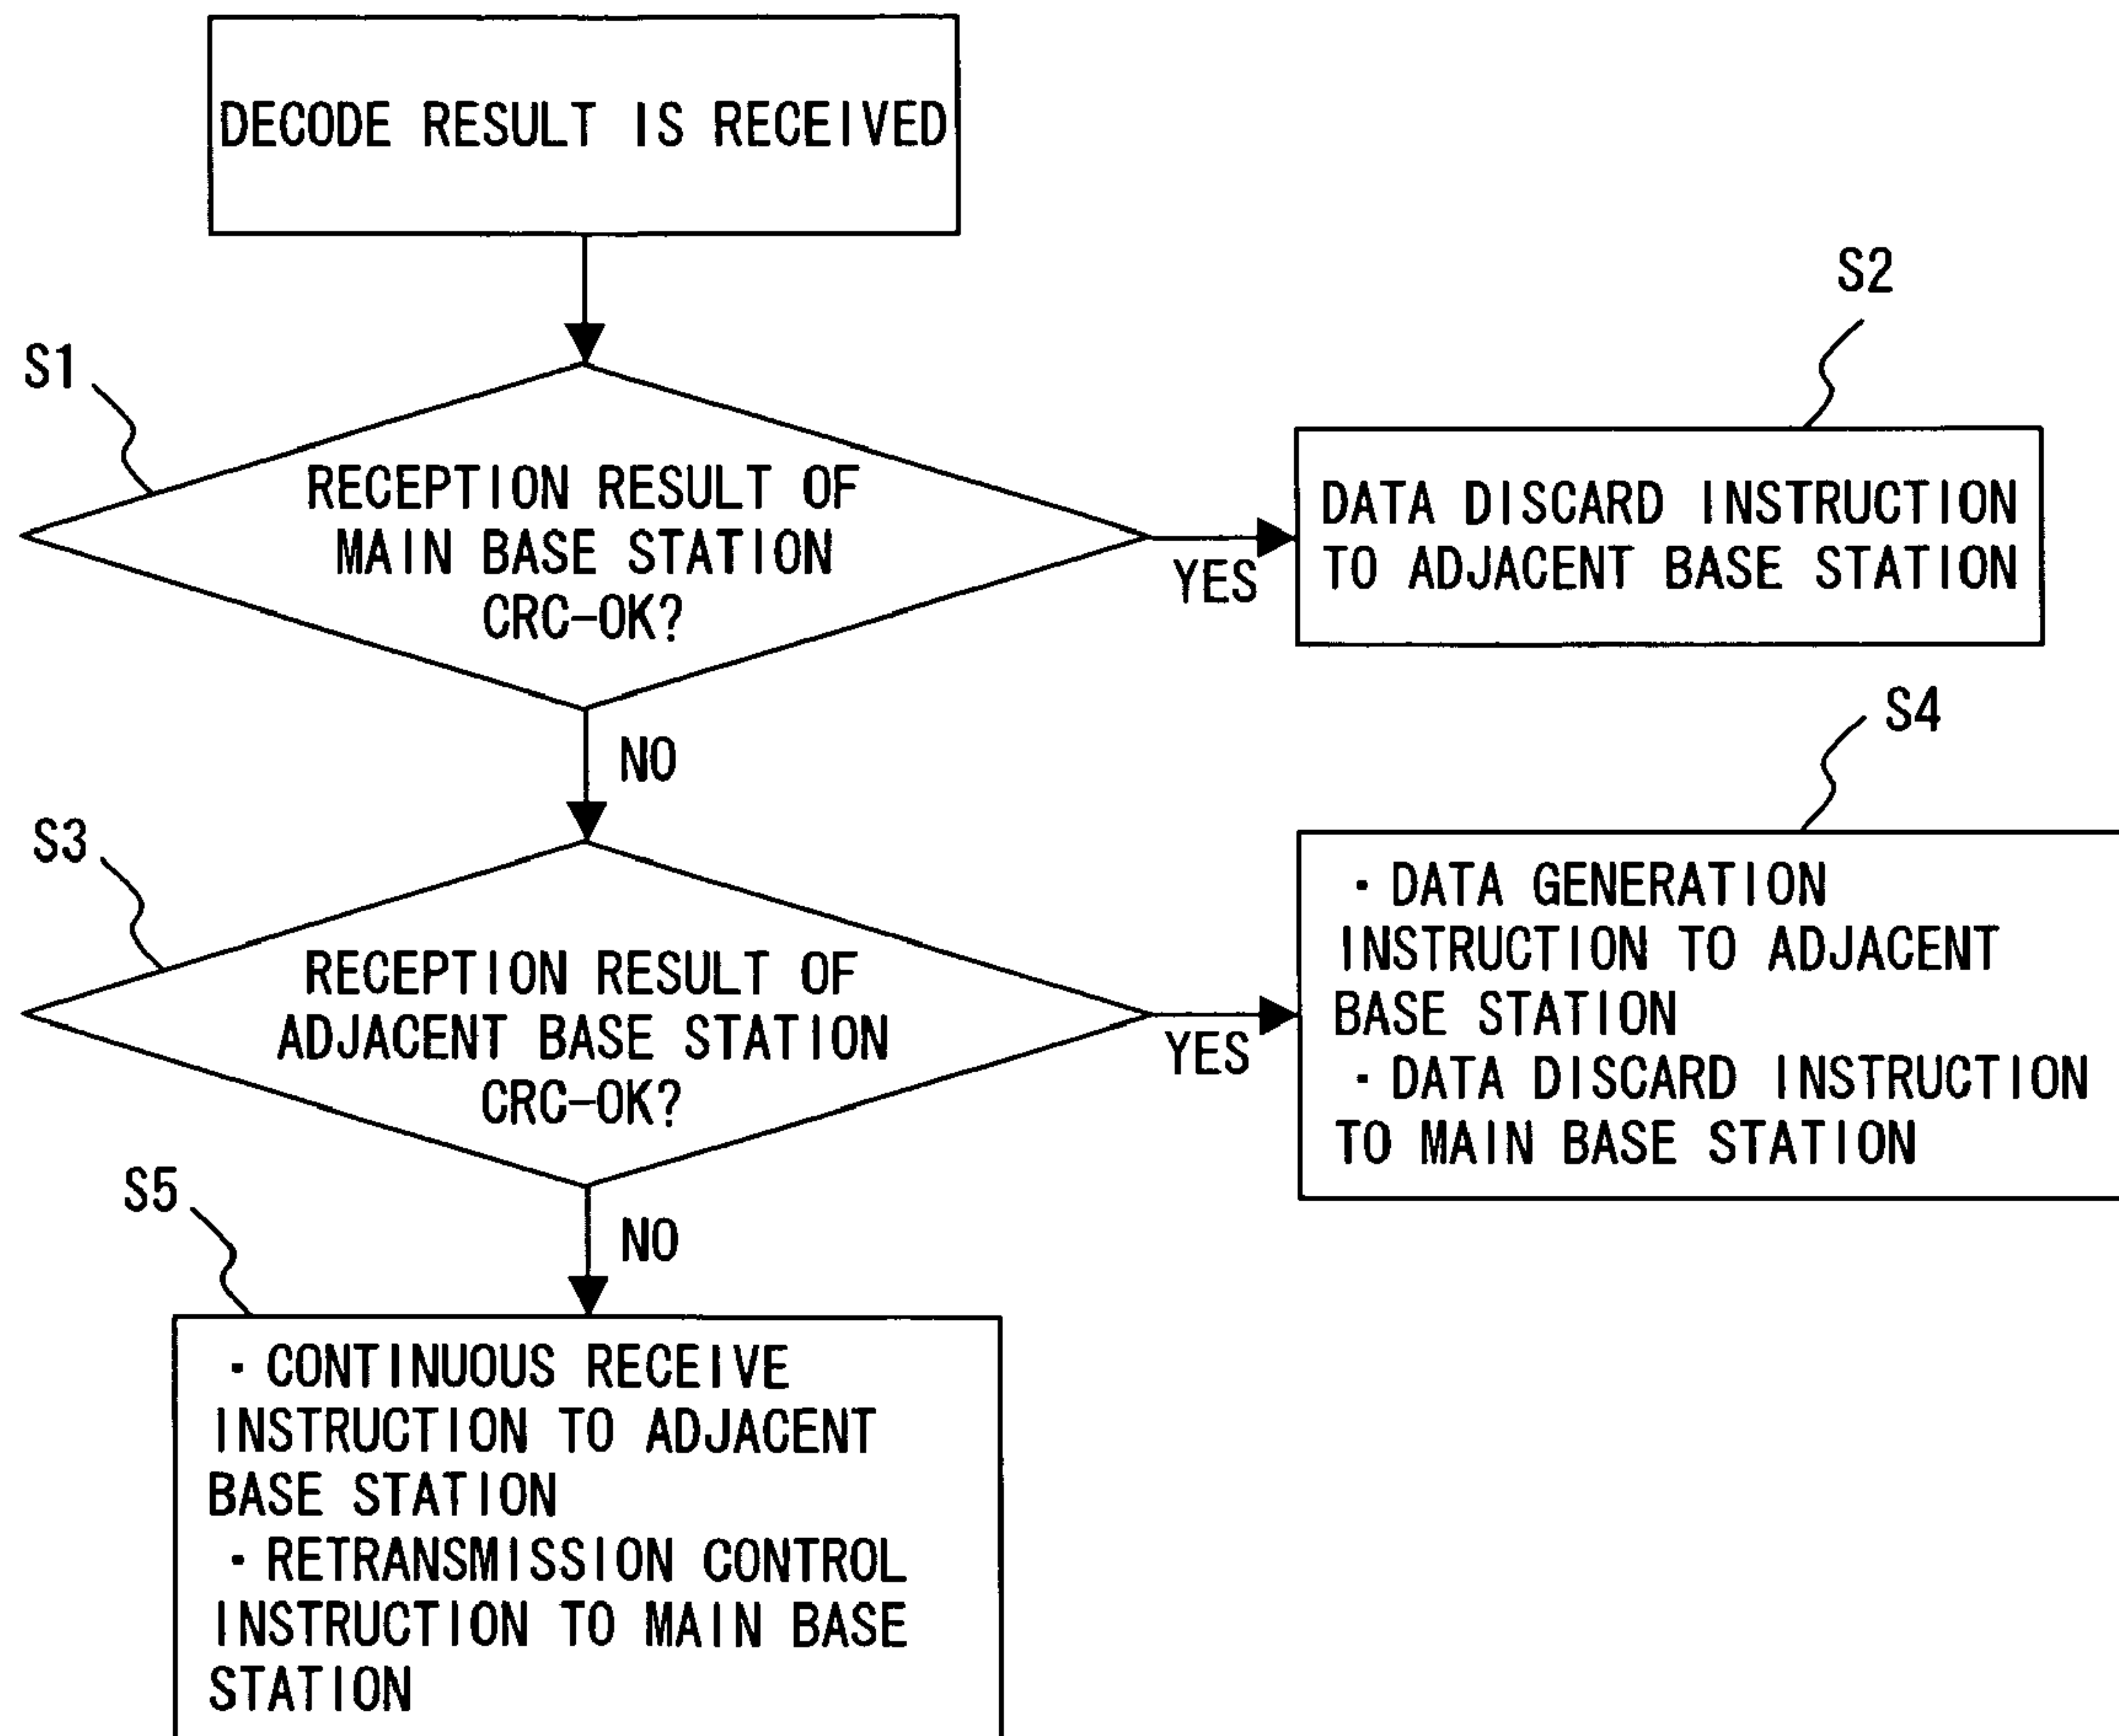 DECODE RESULT IS RECEIVED
S1
RECEPTION RESULT OF
MAIN BASE STATION
CRC-OK?
YES
S2
DATA DISCARD INSTRUCTION
TO ADJACENT BASE STATION
NO
S3
RECEPTION RESULT OF
ADJACENT BASE STATION
CRC-OK?
YES
S4
· DATA GENERATION
INSTRUCTION TO ADJACENT
BASE STATION
· DATA DISCARD INSTRUCTION
TO MAIN BASE STATION
NO
S5
· CONTINUOUS RECEIVE
INSTRUCTION TO ADJACENT
BASE STATION
· RETRANSMISSION CONTROL
INSTRUCTION TO MAIN BASE
STATION